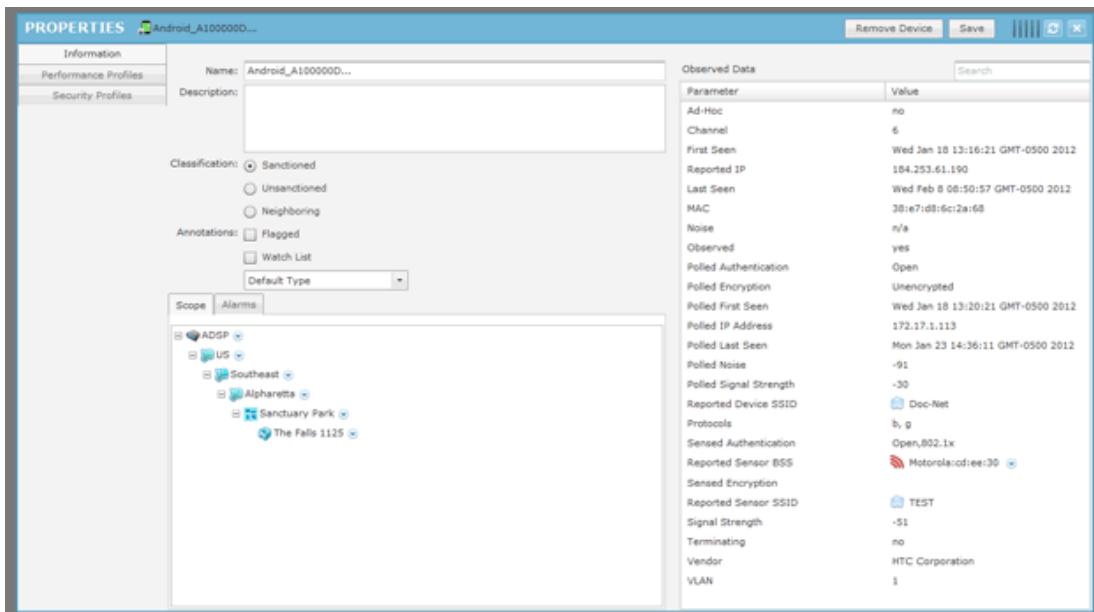 PROPERTIES Android_A100000D...
Remove Device Save
Information
Performance Profiles
Security Profiles
Name: Android_A100000D...
Description:
Classification: Sanctioned
Unsanctioned
Neighboring
Annotations: Flagged
Watch List
Default Type
Scope Alarms
ADSP
US
Southeast
Alpharetta
Sanctuary Park
The Falls 1125
Observed Data Search
Parameter Value
Ad-Hoc no
Channel 6
First Seen Wed Jan 18 13:16:21 GMT-0500 2012
Reported IP 184.253.61.190
Last Seen Wed Feb 8 08:50:57 GMT-0500 2012
MAC 38:e7:d8:6c:2a:68
Noise n/a
Observed yes
Polled Authentication Open
Polled Encryption Unencrypted
Polled First Seen Wed Jan 18 13:20:21 GMT-0500 2012
Polled IP Address 172.17.1.113
Polled Last Seen Mon Jan 23 14:36:11 GMT-0500 2012
Polled Noise -91
Polled Signal Strength -30
Reported Device SSID Doc-Net
Protocols b, g
Sensed Authentication Open,802.1x
Reported Sensor BSS Motorola:cd:ee:30
Sensed Encryption
Reported Sensor SSID TEST
Signal Strength -51
Terminating no
Vendor HTC Corporation
VLAN 1